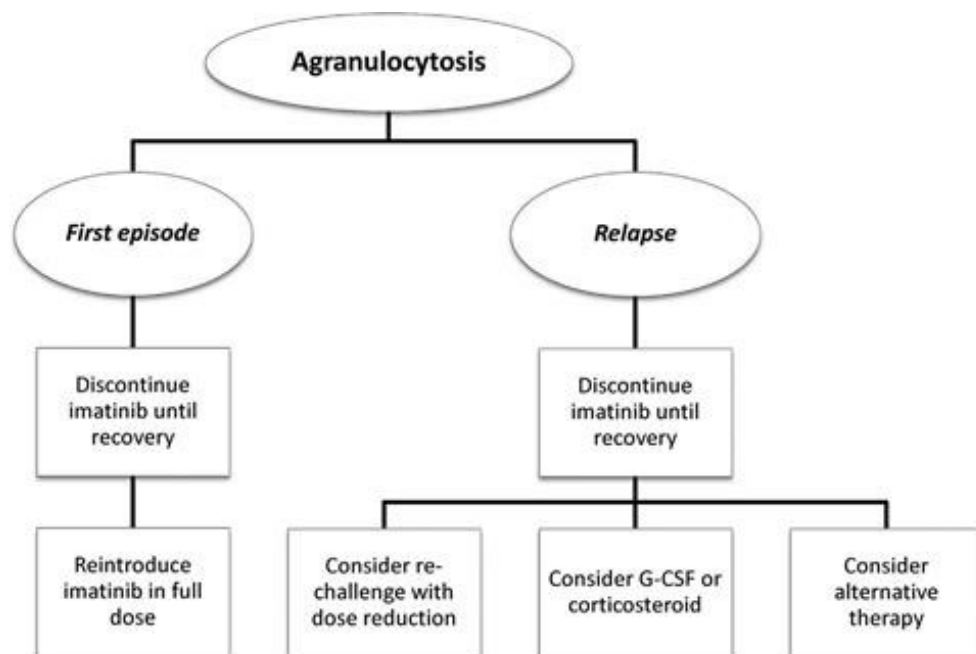 Agranulocytosis
First episode
Relapse
Discontinue
imatinib until
recovery
Discontinue
imatinib until
recovery
Reintroduce
imatinib in full
dose
Consider re-
challenge with
dose reduction
Consider G-CSF or
corticosteroid
Consider
alternative
therapy